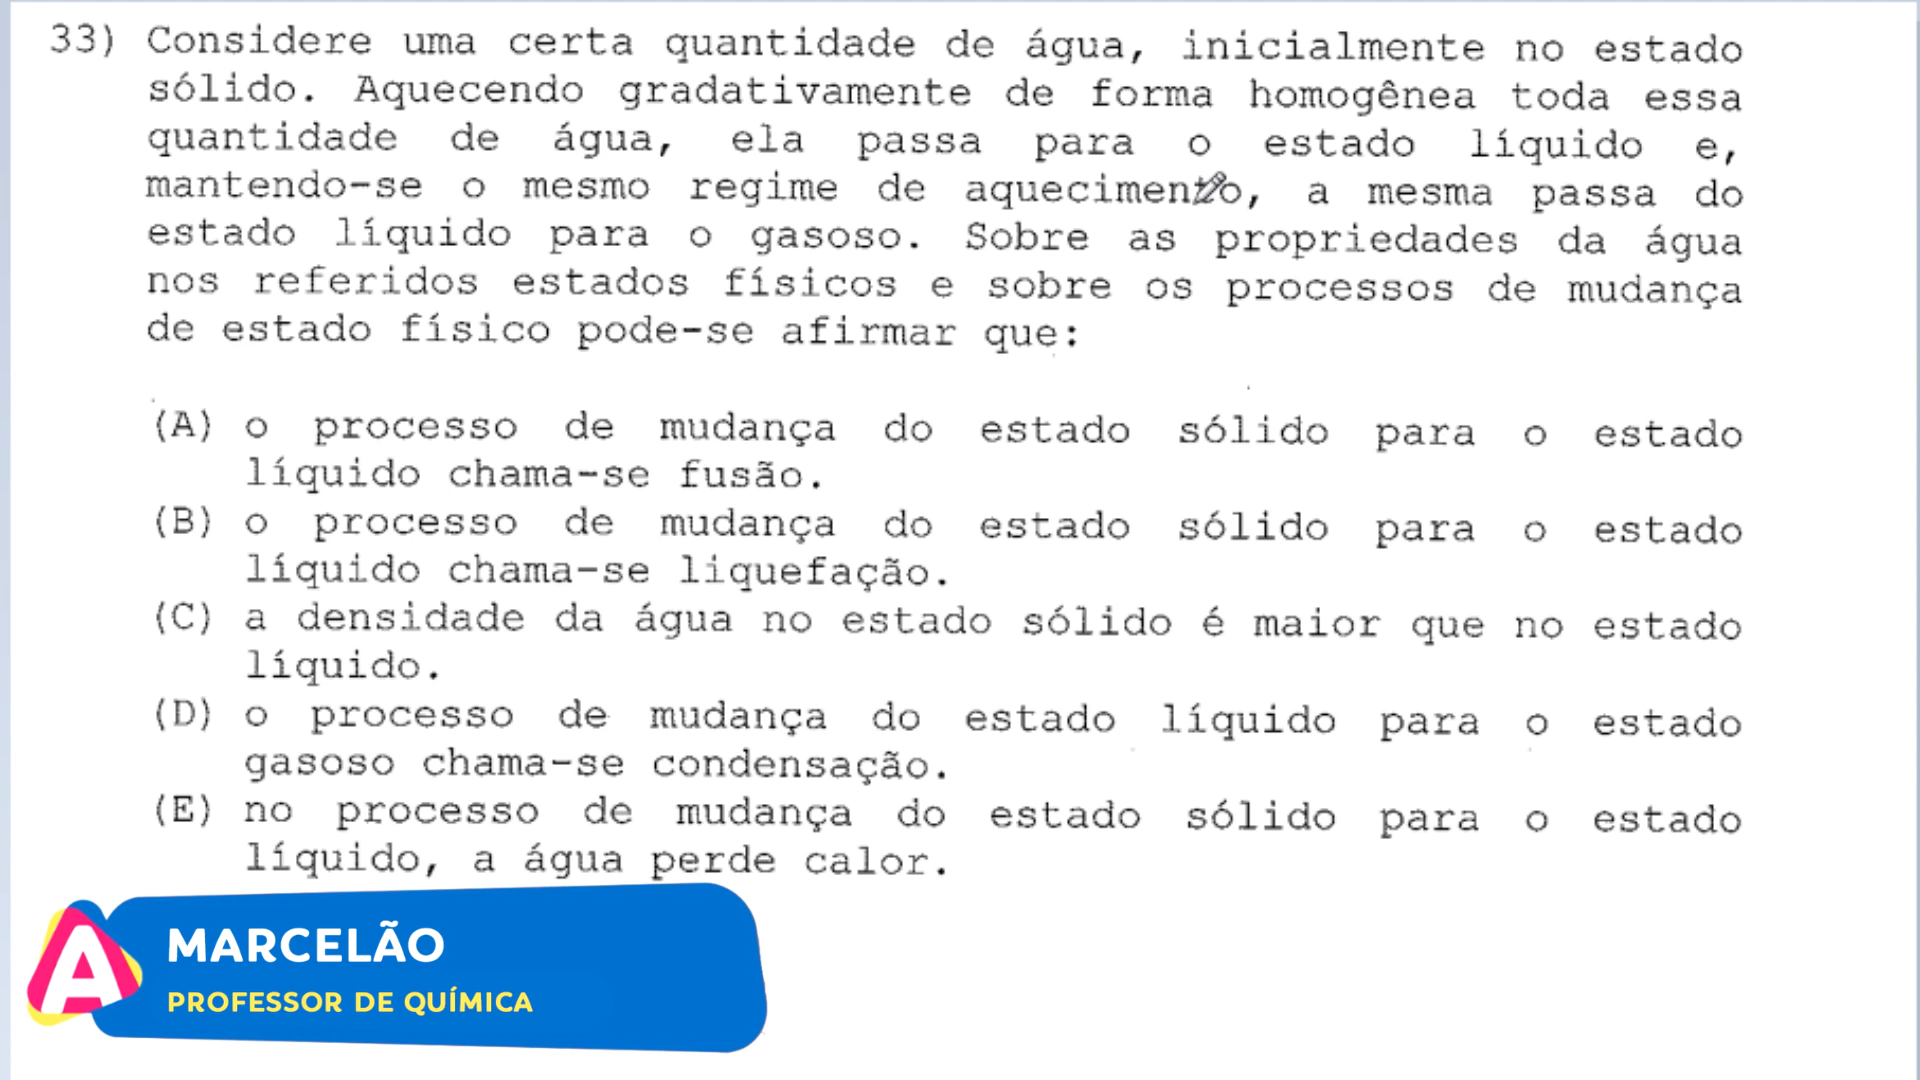 33) Considere uma certa quantidade de água, inicialmente no estado
sólido. Aquecendo gradativamente de forma homogênea toda essa
quantidade de água, ela passa para o estado líquido e,
mantendo-se o mesmo regime de aquecimento, a mesma passa do
estado líquido para o gasoso. Sobre as propriedades da água
nos referidos estados físicos e sobre os processos de mudança
de estado físico pode-se afirmar que:
(A) o processo de mudança do estado sólido para o estado
líquido chama-se fusão.
(B) o processo de mudança do estado sólido para o estado
líquido chama-se liquefação.
(C) a densidade da água no estado sólido é maior que no estado
líquido.
(D) o processo de mudança do estado líquido para o estado
gasoso chama-se condensação.
(E) no processo de mudança do estado sólido para o estado
líquido, a água perde calor.
A
MARCELÃO
PROFESSOR DE QUÍMICA